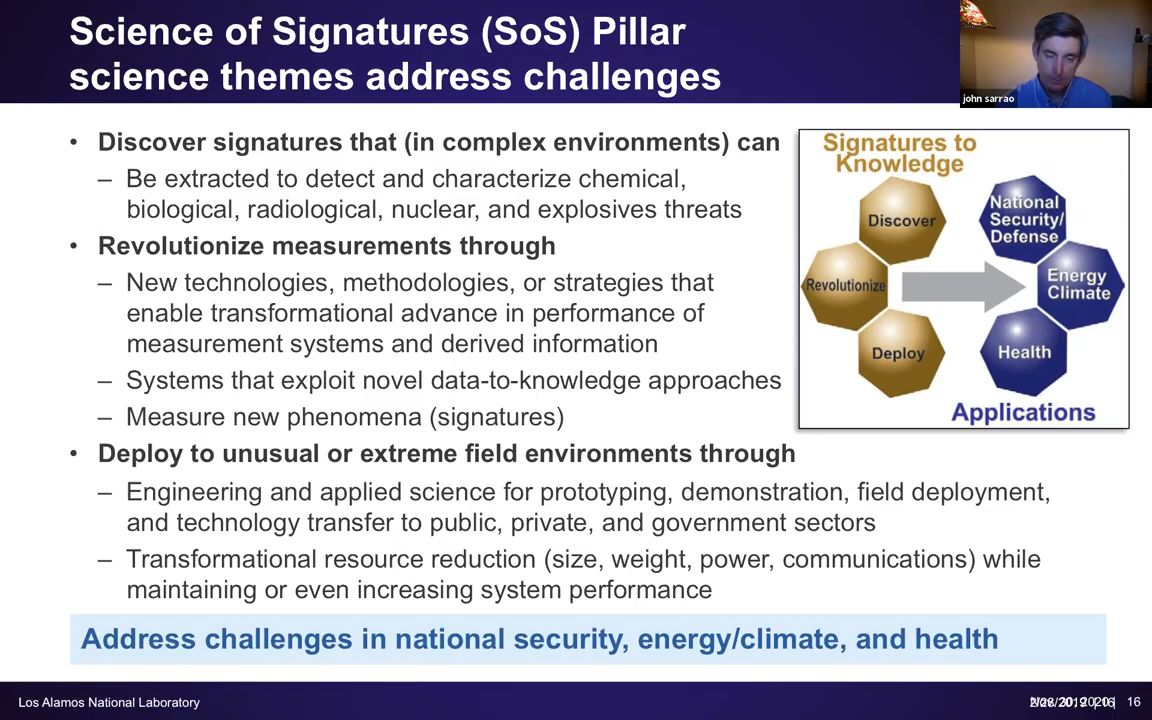 Science of Signatures (SoS) Pillar
science themes address challenges
john sarrao
• Discover signatures that (in complex environments) can
– Be extracted to detect and characterize chemical,
biological, radiological, nuclear, and explosives threats
• Revolutionize measurements through
– New technologies, methodologies, or strategies that
enable transformational advance in performance of
measurement systems and derived information
– Systems that exploit novel data-to-knowledge approaches
– Measure new phenomena (signatures)
• Deploy to unusual or extreme field environments through
– Engineering and applied science for prototyping, demonstration, field deployment,
and technology transfer to public, private, and government sectors
– Transformational resource reduction (size, weight, power, communications) while
maintaining or even increasing system performance
Signatures to
Knowledge
Discover
Revolutionize
Deploy
National
Security/
Defense
Energy
Climate
Health
Applications
Address challenges in national security, energy/climate, and health
Los Alamos National Laboratory
16